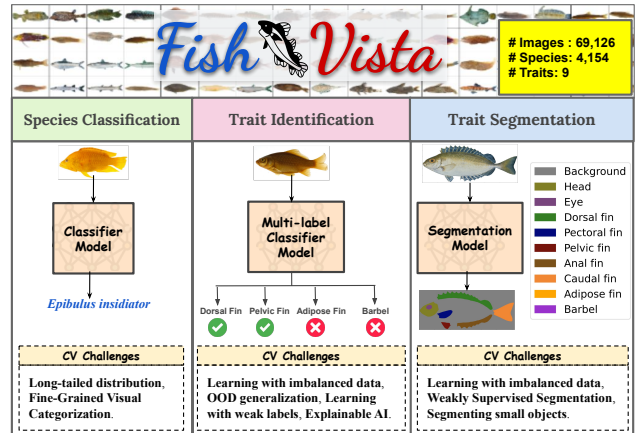 Fish Vista
# Images : 69,126
# Species: 4,154
# Traits: 9
Species Classification
Trait Identification
Trait Segmentation
Classifier
Model
Epibulus insidiator
Multi-label
Classifier
Model
Dorsal Fin
Pelvic Fin
Adipose Fin
Barbel
Segmentation
Model
Background
Head
Eye
Dorsal fin
Pectoral fin
Pelvic fin
Anal fin
Caudal fin
Adipose fin
Barbel
CV Challenges
Long-tailed distribution,
Fine-Grained Visual
Categorization.
CV Challenges
Learning with imbalanced data,
OOD generalization, Learning
with weak labels, Explainable AI.
CV Challenges
Learning with imbalanced data,
Weakly Supervised Segmentation,
Segmenting small objects.